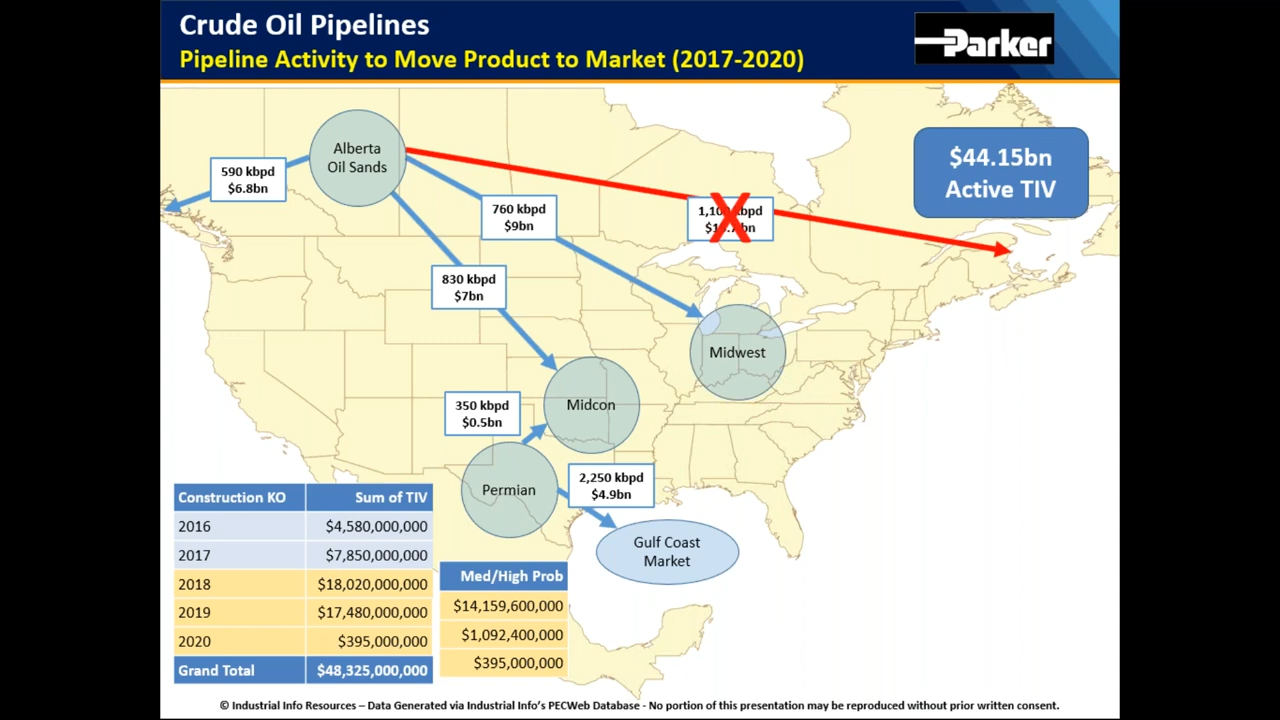 Crude Oil Pipelines
Pipeline Activity to Move Product to Market (2017-2020)
Parker
Alberta
Oil Sands
590 kbpd
$6.8bn
760 kbpd
$9bn
$44.15bn
Active TIV
830 kbpd
$7bn
Midwest
Midcon
350 kbpd
$0.5bn
Permian
2,250 kbpd
$4.9bn
Gulf Coast
Market
Construction KO Sum of TIV
2016 $4,580,000,000
2017 $7,850,000,000
2018 $18,020,000,000
2019 $17,480,000,000
2020 $395,000,000
Grand Total $48,325,000,000
Med/High Prob
$14,159,600,000
$1,092,400,000
$395,000,000
© Industrial Info Resources – Data Generated via Industrial Info’s PECWeb Database - No portion of this presentation may be reproduced without prior written consent.